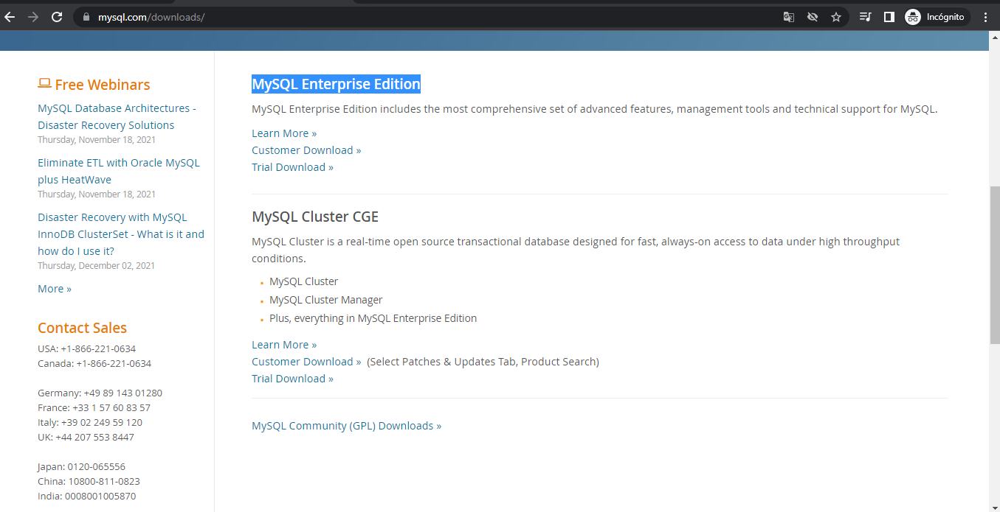 mysql.com/downloads/
Incógnito
Free Webinars
MySQL Database Architectures -
Disaster Recovery Solutions
Thursday, November 18, 2021
Eliminate ETL with Oracle MySQL
plus HeatWave
Thursday, November 18, 2021
Disaster Recovery with MySQL
InnoDB ClusterSet - What is it and
how do I use it?
Thursday, December 02, 2021
More »
Contact Sales
USA: +1-866-221-0634
Canada: +1-866-221-0634
Germany: +49 89 143 01280
France: +33 1 57 60 83 57
Italy: +39 02 249 59 120
UK: +44 207 553 8447
Japan: 0120-065556
China: 10800-811-0823
India: 0008001005870
MySQL Enterprise Edition
MySQL Enterprise Edition includes the most comprehensive set of advanced features, management tools and technical support for MySQL.
Learn More »
Customer Download »
Trial Download »
MySQL Cluster CGE
MySQL Cluster is a real-time open source transactional database designed for fast, always-on access to data under high throughput
conditions.
• MySQL Cluster
• MySQL Cluster Manager
• Plus, everything in MySQL Enterprise Edition
Learn More »
Customer Download » (Select Patches & Updates Tab, Product Search)
Trial Download »
MySQL Community (GPL) Downloads »